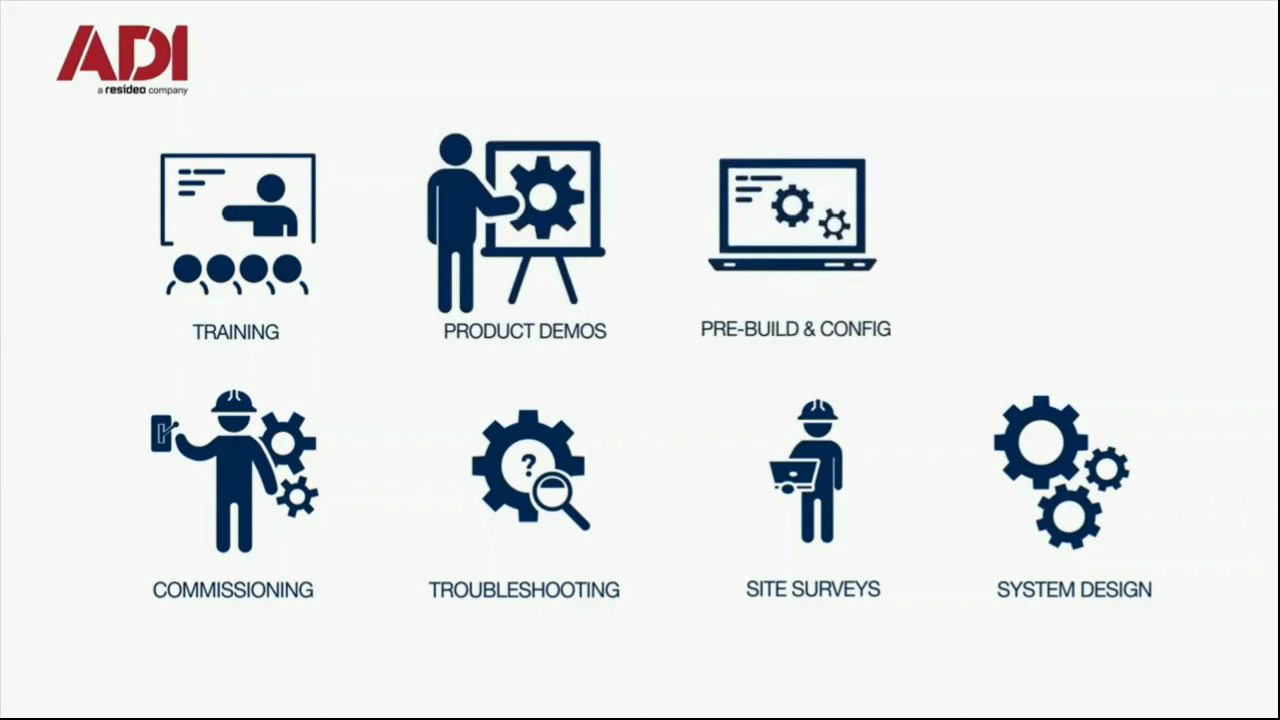 ADI
a resideo company
TRAINING
PRODUCT DEMOS
PRE-BUILD & CONFIG
?
COMMISSIONING
TROUBLESHOOTING
SITE SURVEYS
SYSTEM DESIGN